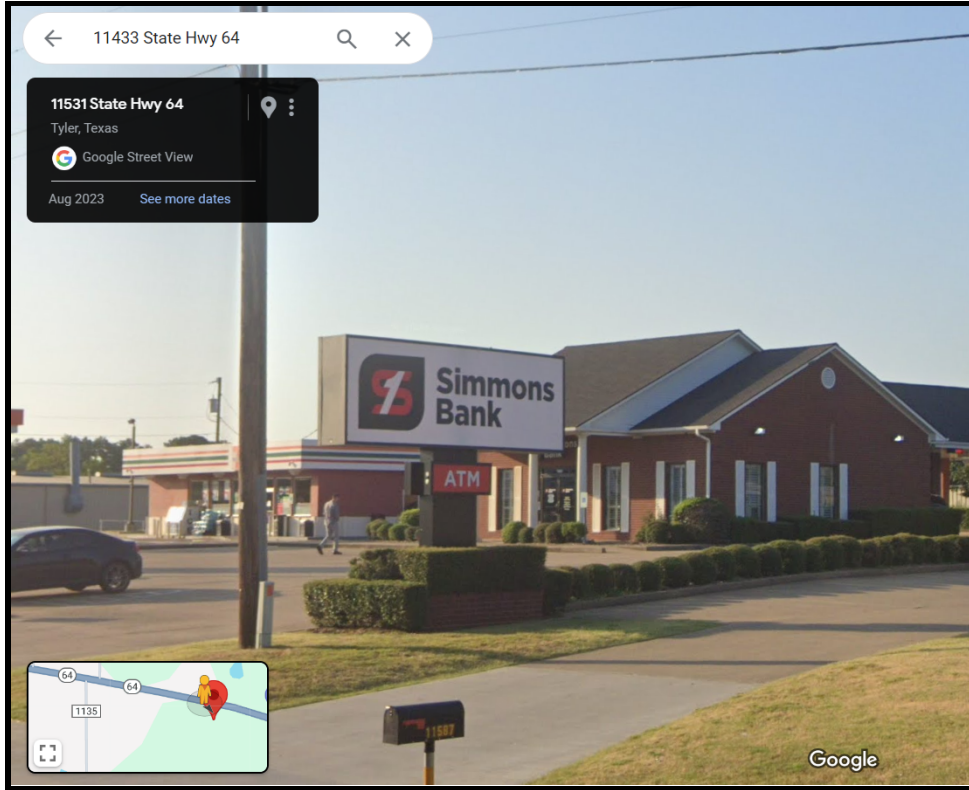 11433 State Hwy 64
11531 State Hwy 64
Tyler, Texas
Google Street View
Aug 2023
See more dates
Simmons
Bank
ATM
64
64
1135
11587
Google